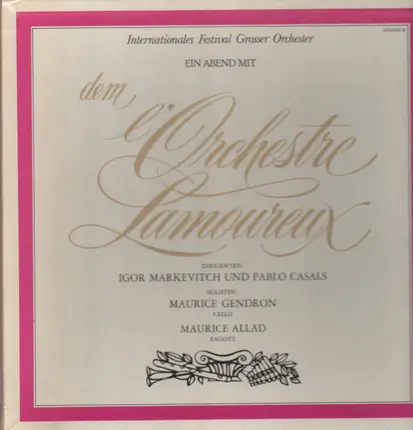 Internationales Festival Grosser Orchester
STEREO
EIN ABEND MIT
dem
l'Orchestre
Lamoureux
DIRIGENTEN:
IGOR MARKEVITCH UND PABLO CASALS
SOLISTEN:
MAURICE GENDRON
CELLO
MAURICE ALLAD
FAGOTT